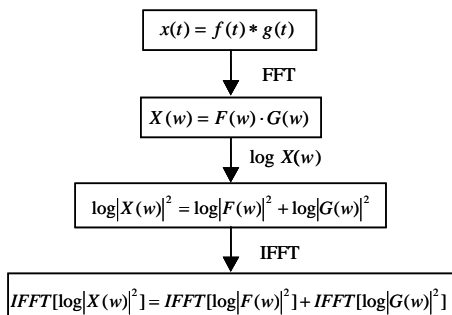 x(t) = f(t) * g(t)
FFT
X(w) = F(w) · G(w)
log X(w)
log|X(w)|² = log|F(w)|² + log|G(w)|²
IFFT
IFFT[log|X(w)|²] = IFFT[log|F(w)|²] + IFFT[log|G(w)|²]